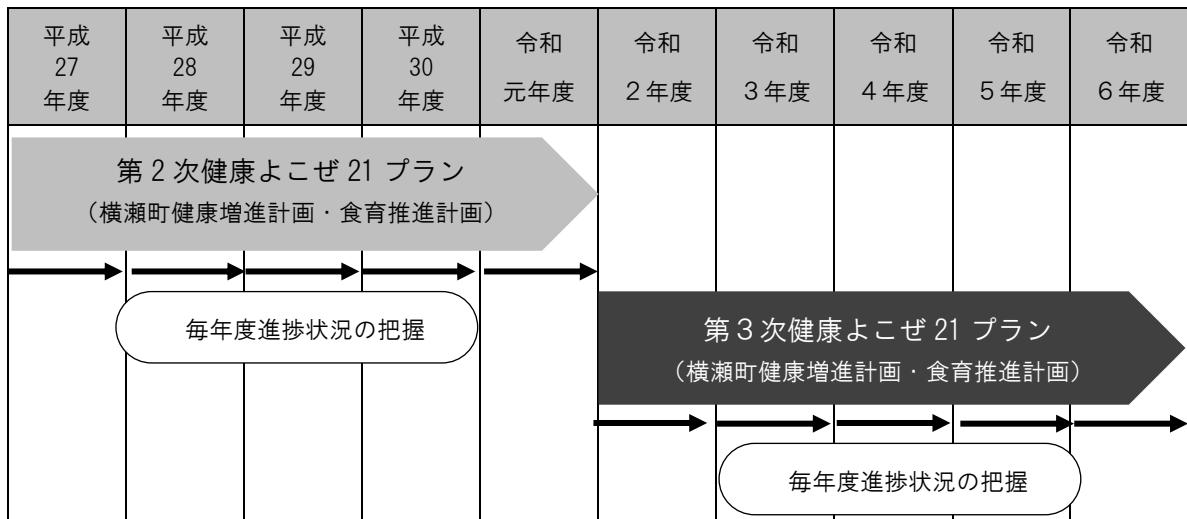 平成
27
年度
平成
28
年度
平成
29
年度
平成
30
年度
令和
元年度
令和
２年度
令和
３年度
令和
４年度
令和
５年度
令和
６年度
第２次健康よこぜ 21 プラン
（横瀬町健康増進計画・食育推進計画）
毎年度進捗状況の把握
第３次健康よこぜ 21 プラン
（横瀬町健康増進計画・食育推進計画）
毎年度進捗状況の把握